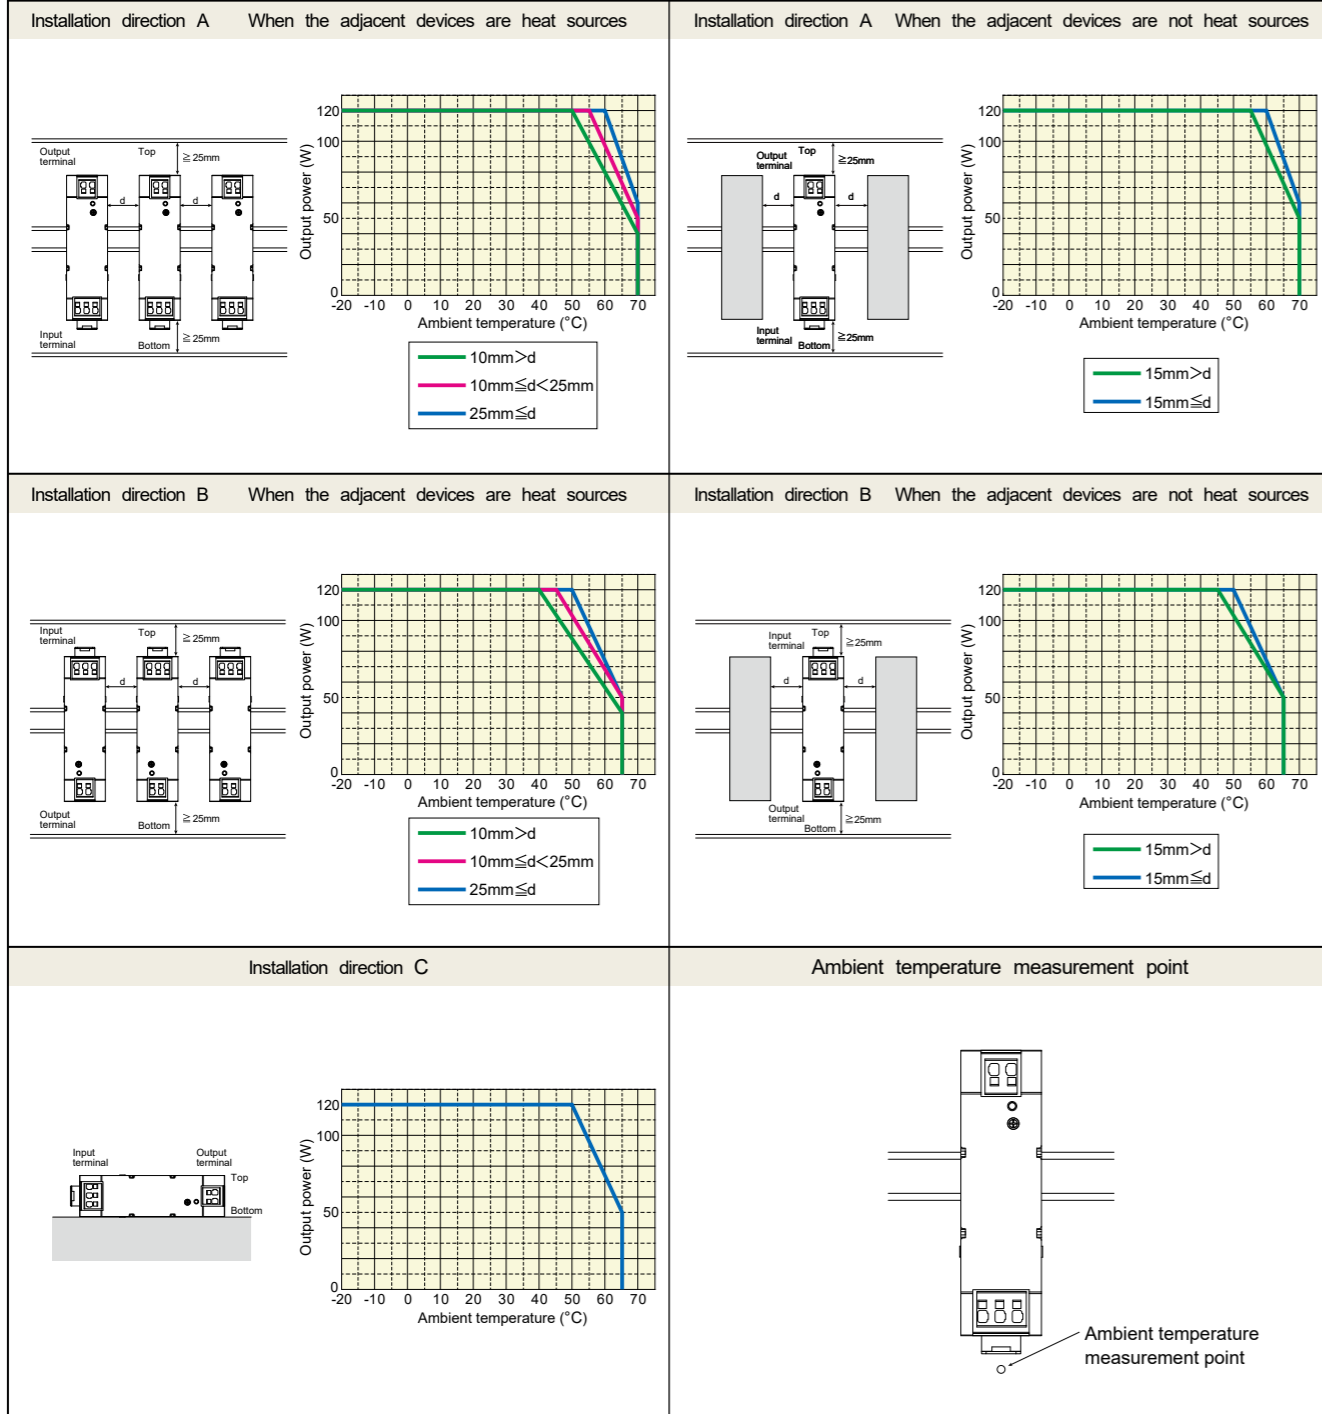 Installation direction A When the adjacent devices are heat sources
Output terminal
Top
≧25mm
d
d
Input terminal
Bottom
≧25mm
Output power (W)
120
100
50
0
-20 -10 0 10 20 30 40 50 60 70
Ambient temperature (°C)
10mm>d
10mm≦d<25mm
25mm≦d
Installation direction A When the adjacent devices are not heat sources
Output terminal
Top
≧25mm
d
d
Input terminal
Bottom
≧25mm
Output power (W)
120
100
50
0
-20 -10 0 10 20 30 40 50 60 70
Ambient temperature (°C)
15mm>d
15mm≦d
Installation direction B When the adjacent devices are heat sources
Input terminal
Top
≧25mm
d
d
Output terminal
Bottom
≧25mm
Output power (W)
120
100
50
0
-20 -10 0 10 20 30 40 50 60 70
Ambient temperature (°C)
10mm>d
10mm≦d<25mm
25mm≦d
Installation direction B When the adjacent devices are not heat sources
Input terminal
Top
≧25mm
d
d
Output terminal
Bottom
≧25mm
Output power (W)
120
100
50
0
-20 -10 0 10 20 30 40 50 60 70
Ambient temperature (°C)
15mm>d
15mm≦d
Installation direction C
Input terminal
Output terminal
Top
Bottom
Output power (W)
120
100
50
0
-20 -10 0 10 20 30 40 50 60 70
Ambient temperature (°C)
Ambient temperature measurement point
Ambient temperature
measurement point